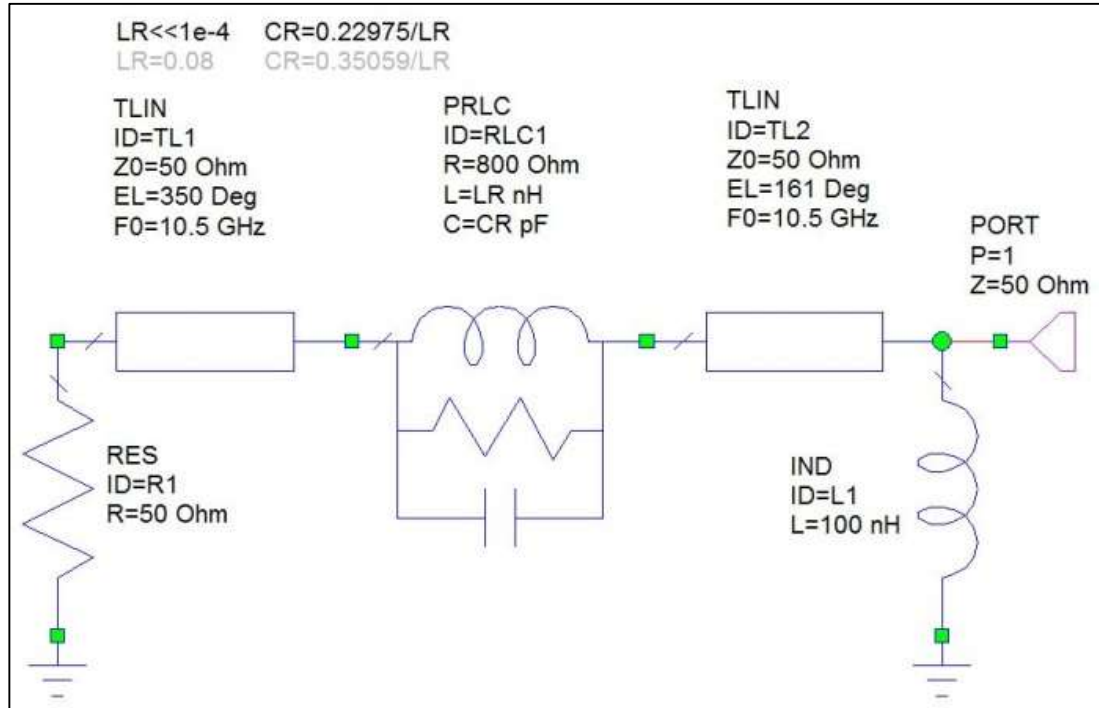 LR<<1e-4 CR=0.22975/LR
LR=0.08 CR=0.35059/LR
TLIN
ID=TL1
Z0=50 Ohm
EL=350 Deg
F0=10.5 GHz
PRLC
ID=RLC1
R=800 Ohm
L=LR nH
C=CR pF
TLIN
ID=TL2
Z0=50 Ohm
EL=161 Deg
F0=10.5 GHz
PORT
P=1
Z=50 Ohm
RES
ID=R1
R=50 Ohm
IND
ID=L1
L=100 nH